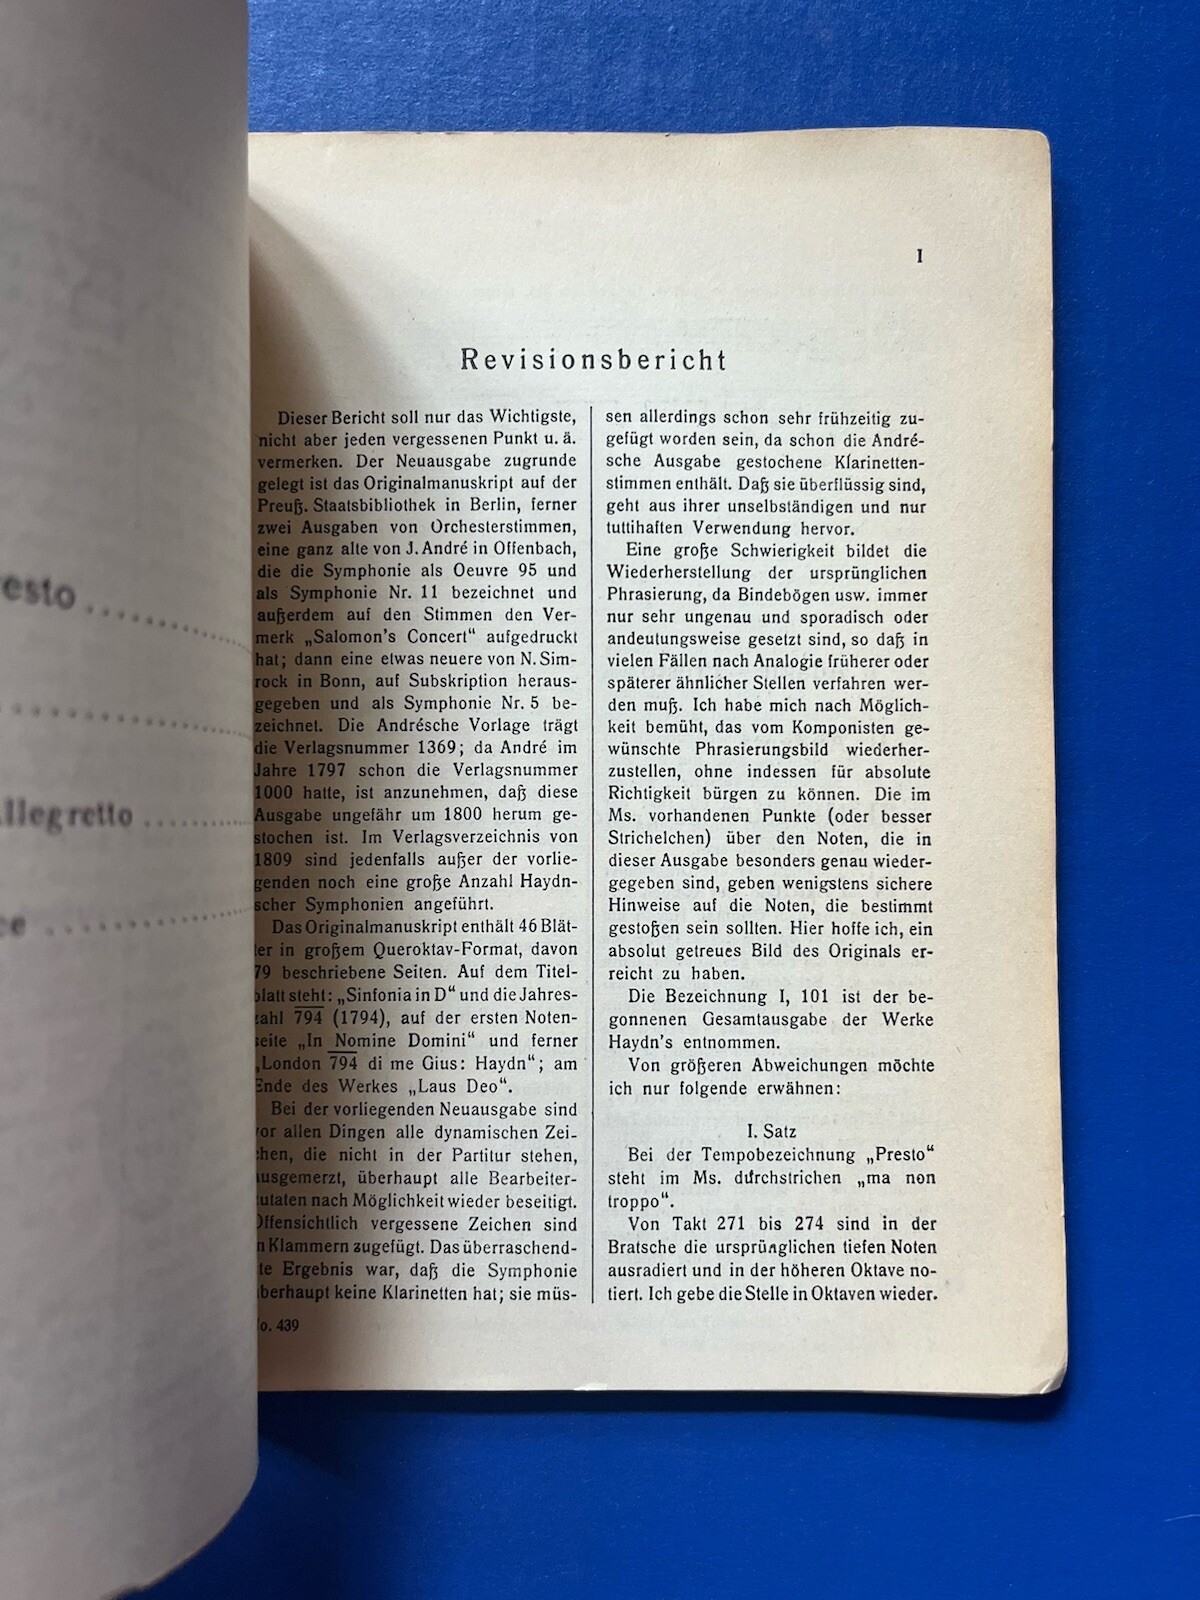 resto ..........
..........
llegretto ..........
ce ..........
I
Revisionsbericht
Dieser Bericht soll nur das Wichtigste,
nicht aber jeden vergessenen Punkt u. ä.
vermerken. Der Neuausgabe zugrunde
gelegt ist das Originalmanuskript auf der
Preuß. Staatsbibliothek in Berlin, ferner
zwei Ausgaben von Orchesterstimmen,
eine ganz alte von J. André in Offenbach,
die die Symphonie als Oeuvre 95 und
als Symphonie Nr. 11 bezeichnet und
außerdem auf den Stimmen den Ver-
merk „Salomon's Concert“ aufgedruckt
hat; dann eine etwas neuere von N. Sim-
rock in Bonn, auf Subskription heraus-
gegeben und als Symphonie Nr. 5 be-
zeichnet. Die Andrésche Vorlage trägt
die Verlagsnummer 1369; da André im
Jahre 1797 schon die Verlagsnummer
1000 hatte, ist anzunehmen, daß diese
Ausgabe ungefähr um 1800 herum ge-
stochen ist. Im Verlagsverzeichnis von
1809 sind jedenfalls außer der vorlie-
genden noch eine große Anzahl Haydn-
scher Symphonien angeführt.
Das Originalmanuskript enthält 46 Blät-
ter in großem Queroktav-Format, davon
79 beschriebene Seiten. Auf dem Titel-
blatt steht: „Sinfonia in D“ und die Jahres-
zahl 794 (1794), auf der ersten Noten-
seite „In Nomine Domini“ und ferner
„London 794 di me Gius: Haydn“; am
Ende des Werkes „Laus Deo“.
Bei der vorliegenden Neuausgabe sind
vor allen Dingen alle dynamischen Zei-
chen, die nicht in der Partitur stehen,
ausgemerzt, überhaupt alle Bearbeiter-
zutaten nach Möglichkeit wieder beseitigt.
Offensichtlich vergessene Zeichen sind
in Klammern zugefügt. Das überraschend-
te Ergebnis war, daß die Symphonie
überhaupt keine Klarinetten hat; sie müs-
o. 439
sen allerdings schon sehr frühzeitig zu-
gefügt worden sein, da schon die André-
sche Ausgabe gestochene Klarinetten-
stimmen enthält. Daß sie überflüssig sind,
geht aus ihrer unselbständigen und nur
tuttihaften Verwendung hervor.
Eine große Schwierigkeit bildet die
Wiederherstellung der ursprünglichen
Phrasierung, da Bindebögen usw. immer
nur sehr ungenau und sporadisch oder
andeutungsweise gesetzt sind, so daß in
vielen Fällen nach Analogie früherer oder
späterer ähnlicher Stellen verfahren wer-
den muß. Ich habe mich nach Möglich-
keit bemüht, das vom Komponisten ge-
wünschte Phrasierungsbild wiederher-
zustellen, ohne indessen für absolute
Richtigkeit bürgen zu können. Die im
Ms. vorhandenen Punkte (oder besser
Strichelchen) über den Noten, die in
dieser Ausgabe besonders genau wieder-
gegeben sind, geben wenigstens sichere
Hinweise auf die Noten, die bestimmt
gestoßen sein sollten. Hier hoffe ich, ein
absolut getreues Bild des Originals er-
reicht zu haben.
Die Bezeichnung I, 101 ist der be-
gonnenen Gesamtausgabe der Werke
Haydn's entnommen.
Von größeren Abweichungen möchte
ich nur folgende erwähnen:
I. Satz
Bei der Tempobezeichnung „Presto“
steht im Ms. durchstrichen „ma non
troppo“.
Von Takt 271 bis 274 sind in der
Bratsche die ursprünglichen tiefen Noten
ausradiert und in der höheren Oktave no-
tiert. Ich gebe die Stelle in Oktaven wieder.